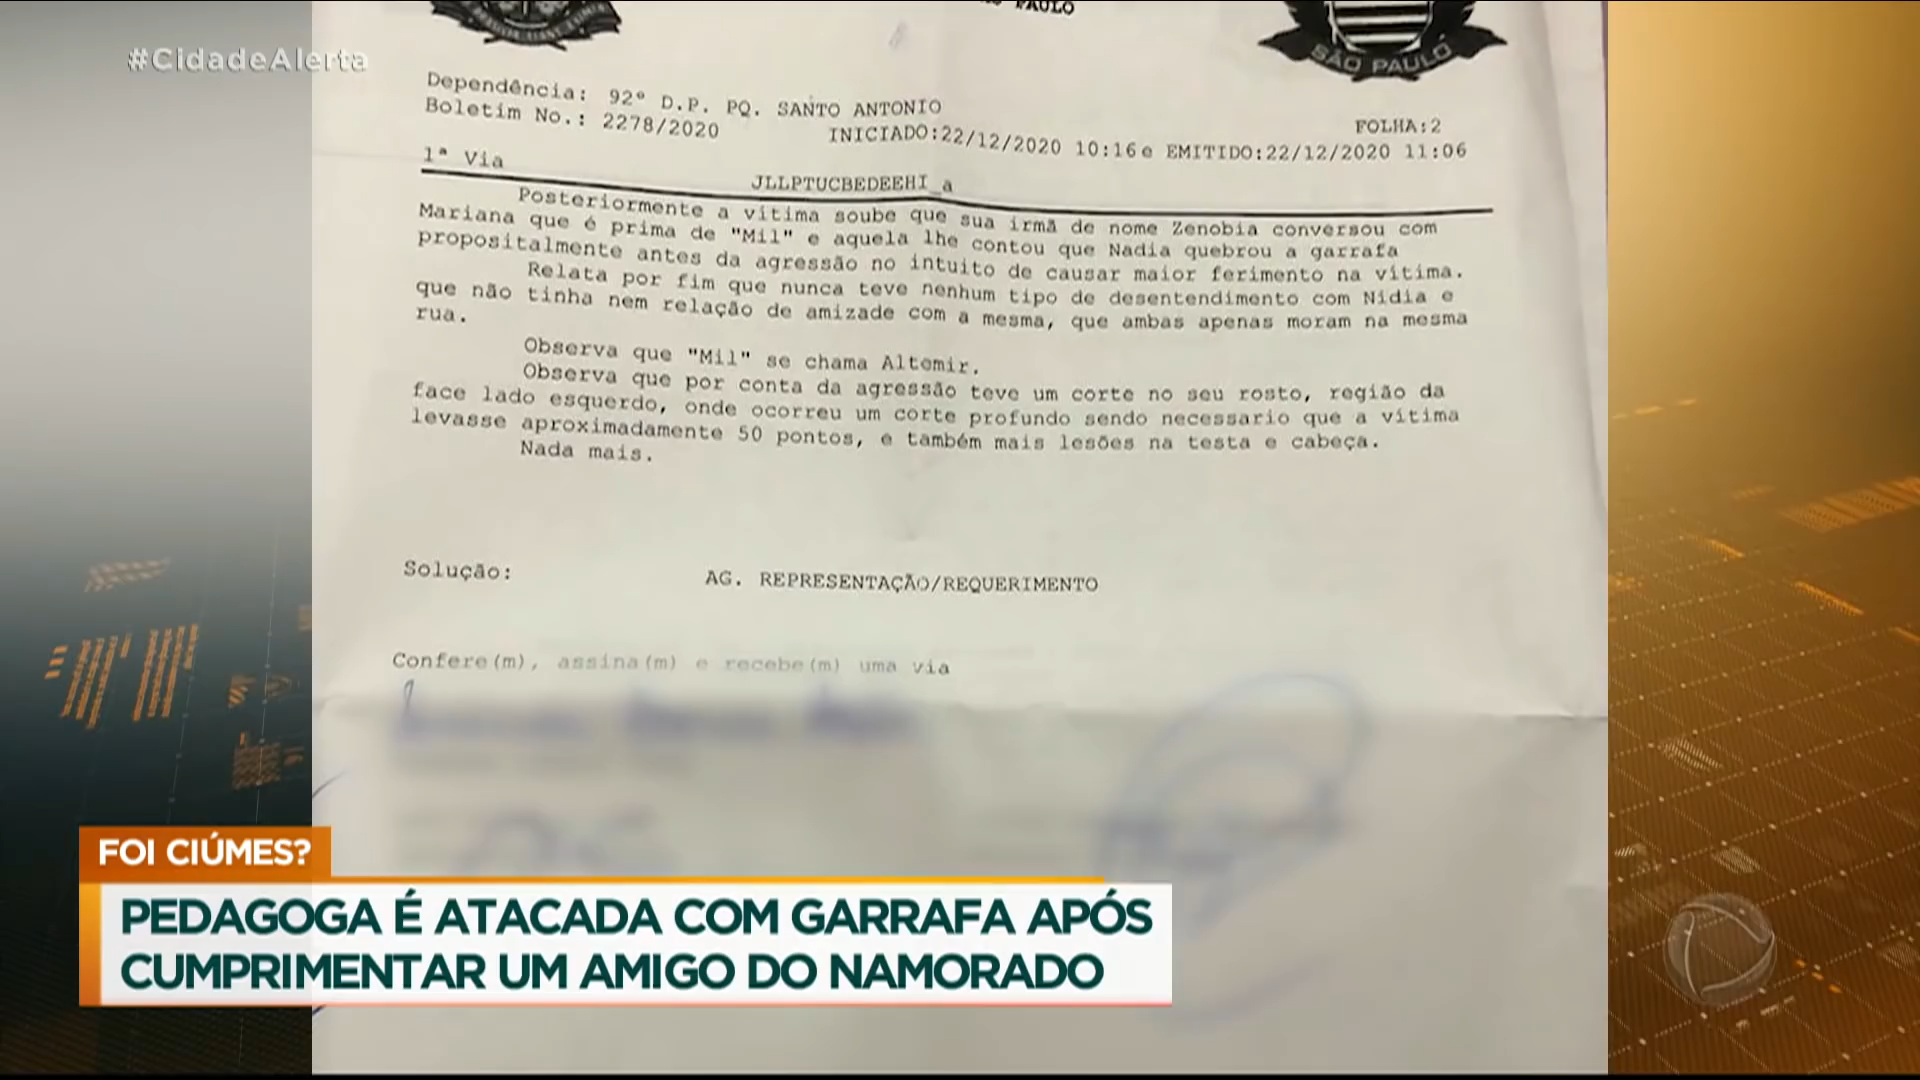 #CidadeAlerta
PAULO
SÃO PAULO
Dependência: 92º D.P. PQ. SANTO ANTONIO
FOLHA:2
Boletim No.: 2278/2020 INICIADO:22/12/2020 10:16 e EMITIDO:22/12/2020 11:06
1ª Via
JLLPTUCBEDEEHI_a
Posteriormente a vítima soube que sua irmã de nome Zenobia conversou com
Mariana que é prima de "Mil" e aquela lhe contou que Nadia quebrou a garrafa
propositalmente antes da agressão no intuito de causar maior ferimento na vítima.
Relata por fim que nunca teve nenhum tipo de desentendimento com Nidia e
que não tinha nem relação de amizade com a mesma, que ambas apenas moram na mesma
rua.
Observa que "Mil" se chama Altemir.
Observa que por conta da agressão teve um corte no seu rosto, região da
face lado esquerdo, onde ocorreu um corte profundo sendo necessario que a vítima
levasse aproximadamente 50 pontos, e também mais lesões na testa e cabeça.
Nada mais.
Solução: AG. REPRESENTAÇÃO/REQUERIMENTO
Confere(m), assina(m) e recebe(m) uma via
FOI CIÚMES?
PEDAGOGA É ATACADA COM GARRAFA APÓS
CUMPRIMENTAR UM AMIGO DO NAMORADO